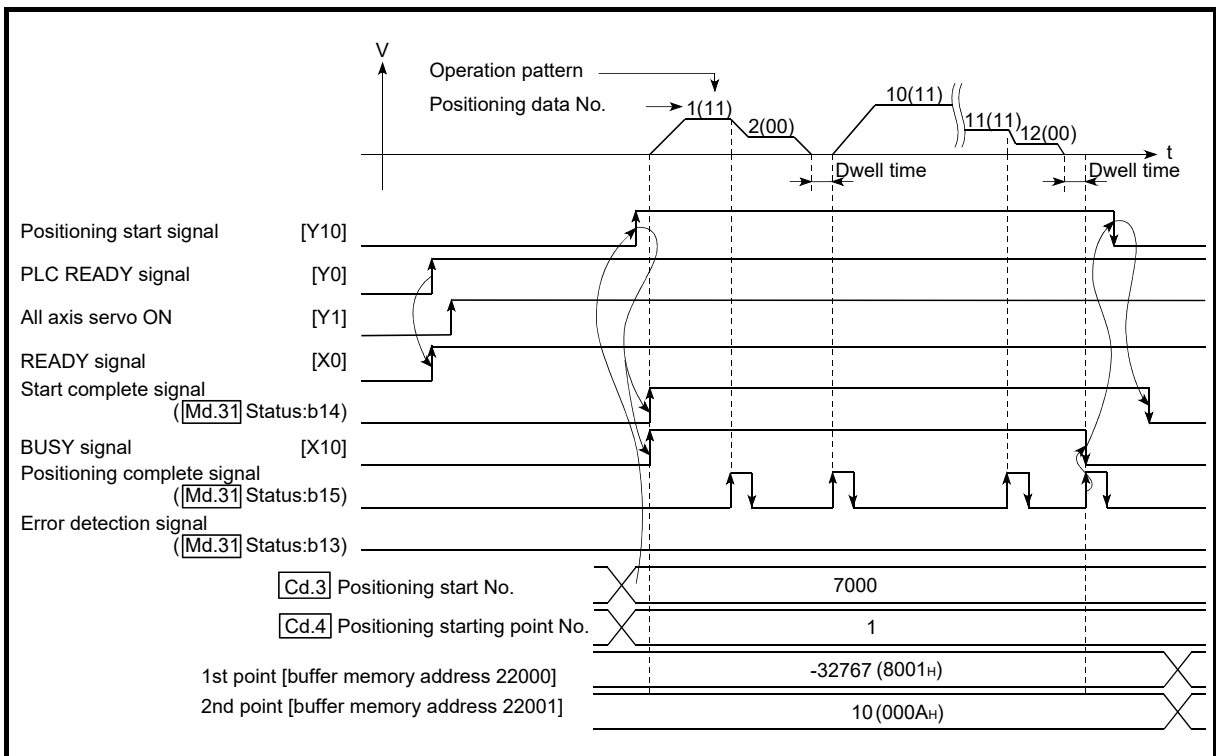 V
Operation pattern
Positioning data No.
1(11)
2(00)
10(11)
11(11)
12(00)
t
Dwell time
Dwell time
Positioning start signal [Y10]
PLC READY signal [Y0]
All axis servo ON [Y1]
READY signal [X0]
Start complete signal
( Md.31 Status:b14)
BUSY signal [X10]
Positioning complete signal
( Md.31 Status:b15)
Error detection signal
( Md.31 Status:b13)
Cd.3 Positioning start No. 7000
Cd.4 Positioning starting point No. 1
1st point [buffer memory address 22000] -32767 (8001H)
2nd point [buffer memory address 22001] 10 (000AH)